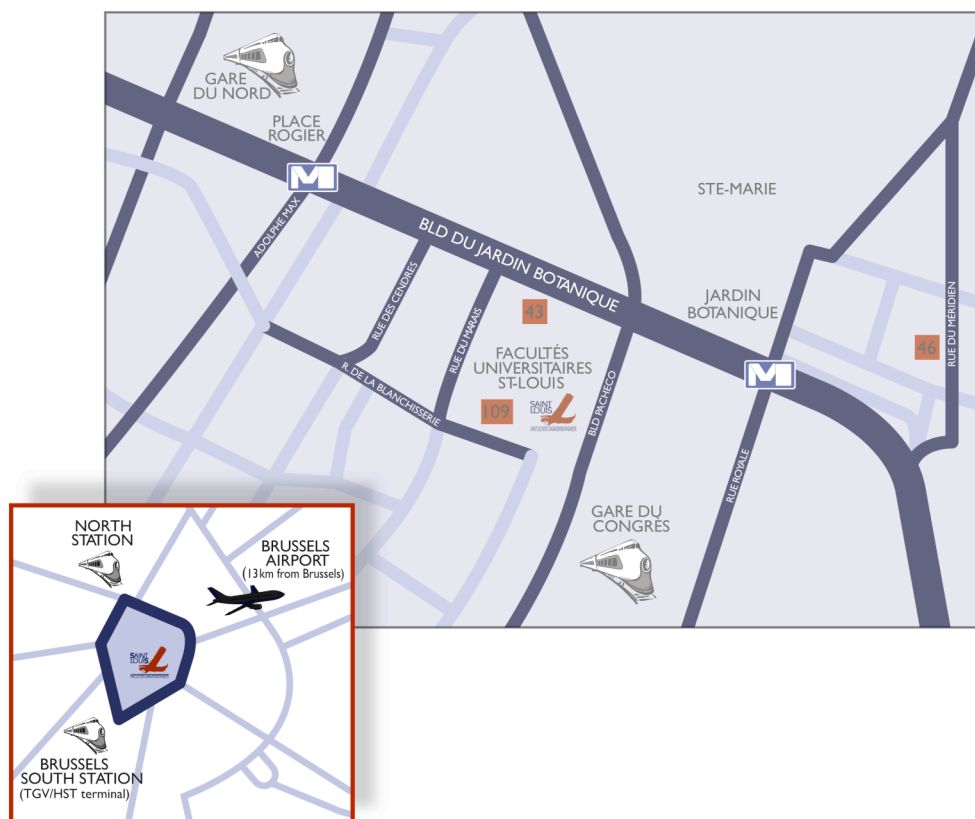 GARE
DU NORD
PLACE
ROGIER
M
ADOLPHE MAX
BLD DU JARDIN BOTANIQUE
STE-MARIE
RUE DES CENDRES
RUE DU MARAIS
R. DE LA BLANCHISSERIE
43
JARDIN
BOTANIQUE
M
46
RUE DU MÉRIDIEN
FACULTÉS
UNIVERSITAIRES
ST-LOUIS
109
SAINT
LOUIS
BLD PACHECO
RUE ROYALE
GARE DU
CONGRÈS
NORTH
STATION
BRUSSELS
AIRPORT
(13km from Brussels)
SAINT
LOUIS
BRUSSELS
SOUTH STATION
(TGV/HST terminal)